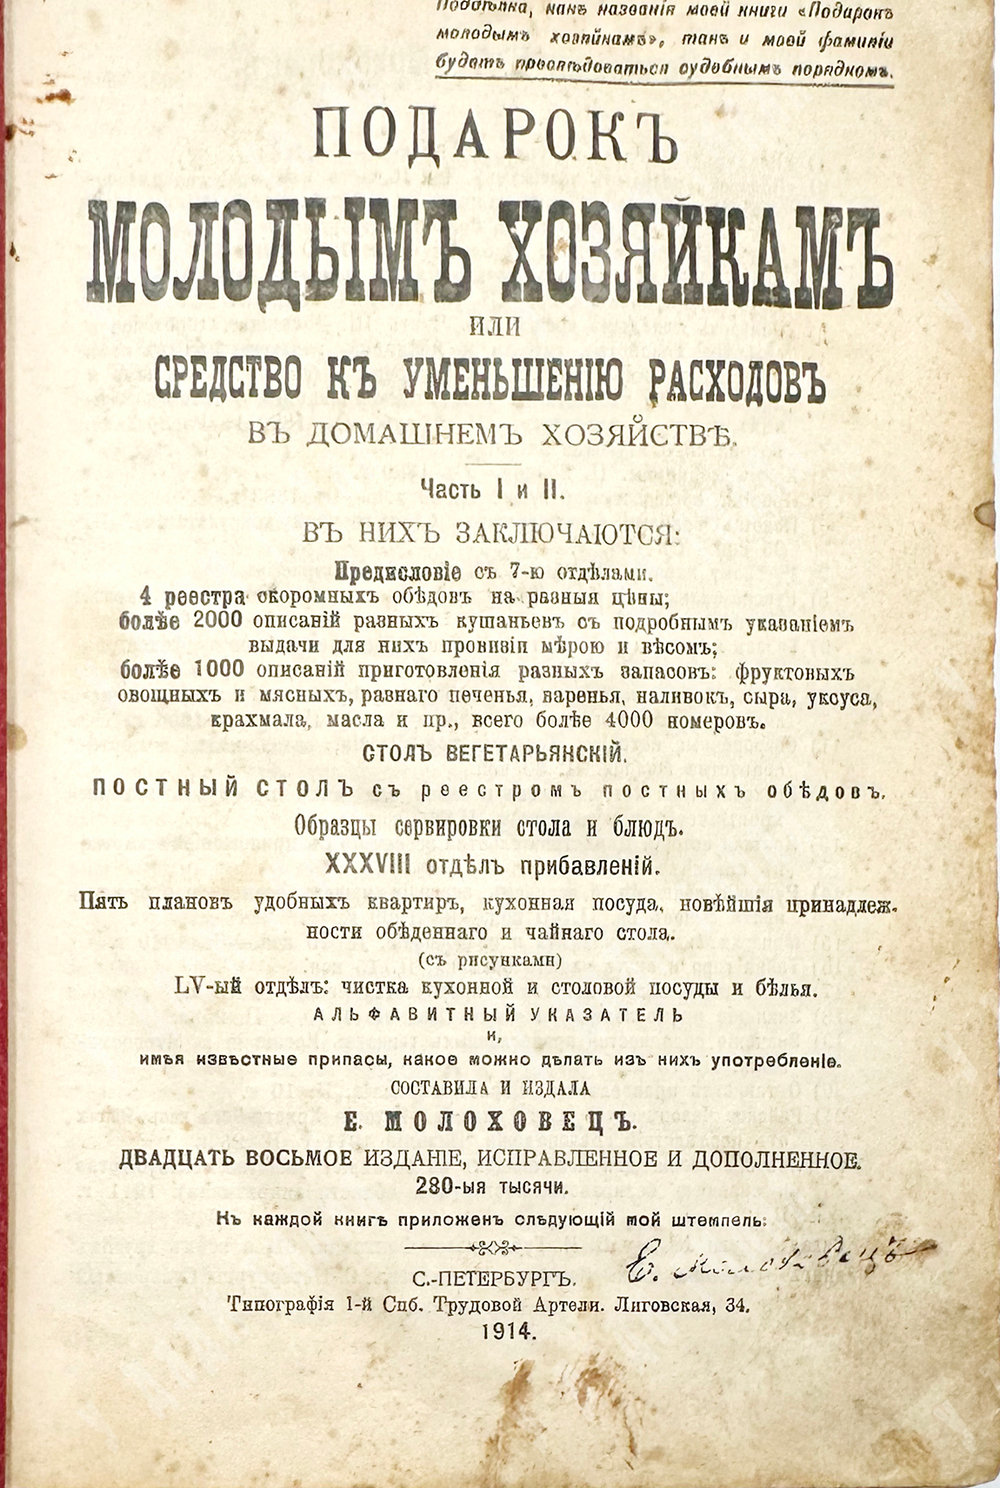 Поддѣлка, какъ названія моей книги «Подарокъ
молодымъ хозяйкамъ», такъ и моей фамиліи
будетъ преслѣдоваться судебнымъ порядкомъ.
ПОДАРОКЪ
МОЛОДЫМЪ ХОЗЯЙКАМЪ
ИЛИ
СРЕДСТВО КЪ УМЕНЬШЕНІЮ РАСХОДОВЪ
ВЪ ДОМАШНЕМЪ ХОЗЯЙСТВѢ.
Часть I и II.
ВЪ НИХЪ ЗАКЛЮЧАЮТСЯ:
Предисловіе съ 7-ю отдѣлами.
4 реестра скоромныхъ обѣдовъ на разныя цѣны;
болѣе 2000 описаній разныхъ кушаньевъ съ подробнымъ указаніемъ
выдачи для нихъ провизіи мѣрою и вѣсомъ;
болѣе 1000 описаній приготовленія разныхъ запасовъ: фруктовыхъ
овощныхъ и мясныхъ, разнаго печенья, варенья, наливокъ, сыра, уксуса,
крахмала, масла и пр., всего болѣе 4000 номеровъ.
СТОЛЪ ВЕГЕТАРЬЯНСКІЙ.
ПОСТНЫЙ СТОЛЪ съ реестромъ постныхъ обѣдовъ.
Образцы сервировки стола и блюдъ.
XXXVIII отдѣлъ прибавленій.
Пять плановъ удобныхъ квартиръ, кухонная посуда, новѣйшія принадлеж-
ности обѣденнаго и чайнаго стола.
(съ рисунками)
LV-ый отдѣлъ: чистка кухонной и столовой посуды и бѣлья.
АЛЬФАВИТНЫЙ УКАЗАТЕЛЬ
и,
имѣя извѣстные припасы, какое можно дѣлать изъ нихъ употребленіе.
СОСТАВИЛА И ИЗДАЛА
Е. МОЛОХОВЕЦЪ.
ДВАДЦАТЬ ВОСЬМОЕ ИЗДАНІЕ, ИСПРАВЛЕННОЕ И ДОПОЛНЕННОЕ.
280-ыя тысячи.
Къ каждой книгѣ приложенъ слѣдующій мой штемпель:
Е. Молоховецъ
С.-ПЕТЕРБУРГЪ.
Типографія 1-й Спб. Трудовой Артели. Лиговская, 34.
1914.